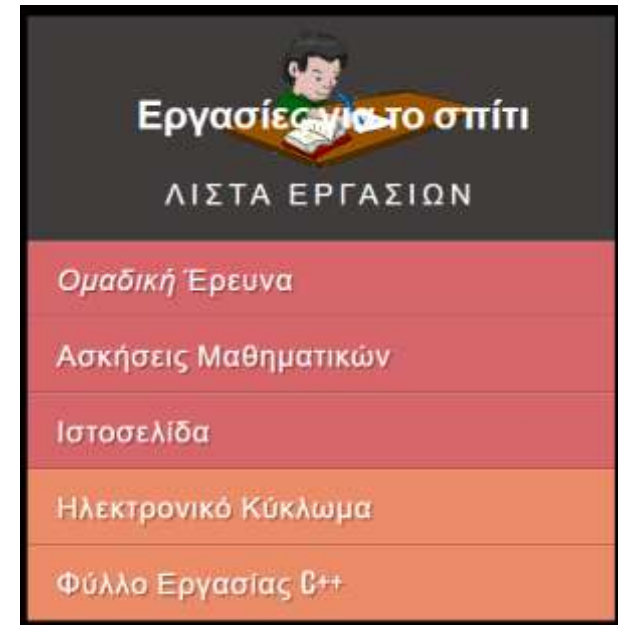 Εργασίες για το σπίτι
ΛΙΣΤΑ ΕΡΓΑΣΙΩΝ
Ομαδική Έρευνα
Ασκήσεις Μαθηματικών
Ιστοσελίδα
Ηλεκτρονικό Κύκλωμα
Φύλλο Εργασίας C++